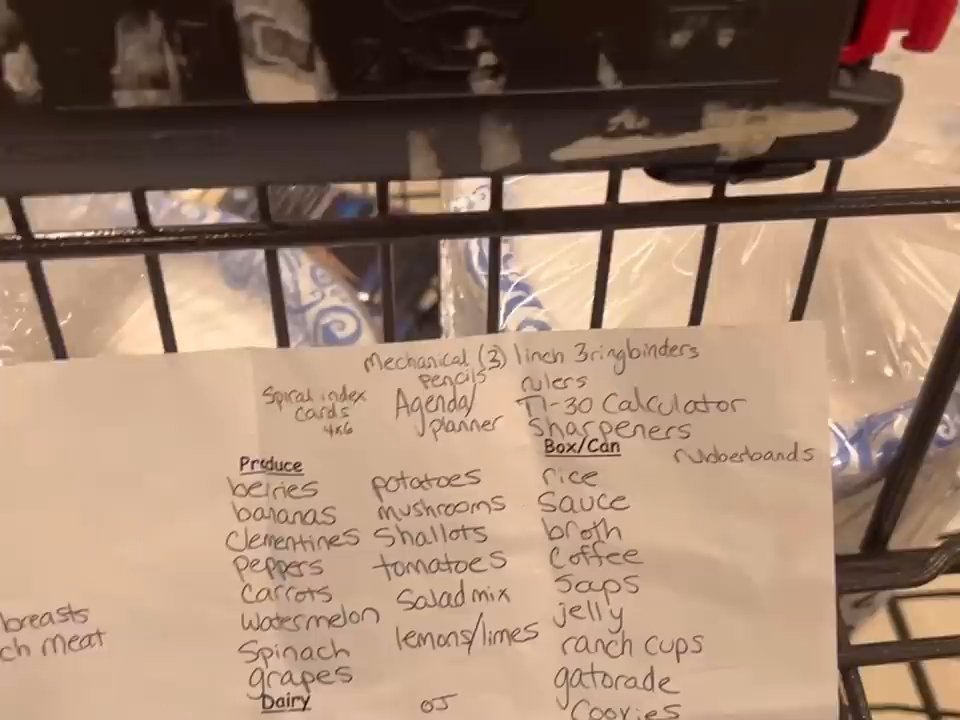 Mechanical (3) 1inch 3ringbinders
pencils
rulers
Spiral index
cards
4x6
Agenda/
planner
TI-30 Calculator
sharpeners
rubberbands
Produce
berries
bananas
Clementines
peppers
carrots
watermelon
Spinach
grapes
potatoes
mushrooms
Shallots
tomatoes
Salad mix
lemons/limes
Box/Can
rice
sauce
broth
Coffee
jelly
ranch cups
gatorade
Cookies
breasts
ch meat
Dairy
OJ